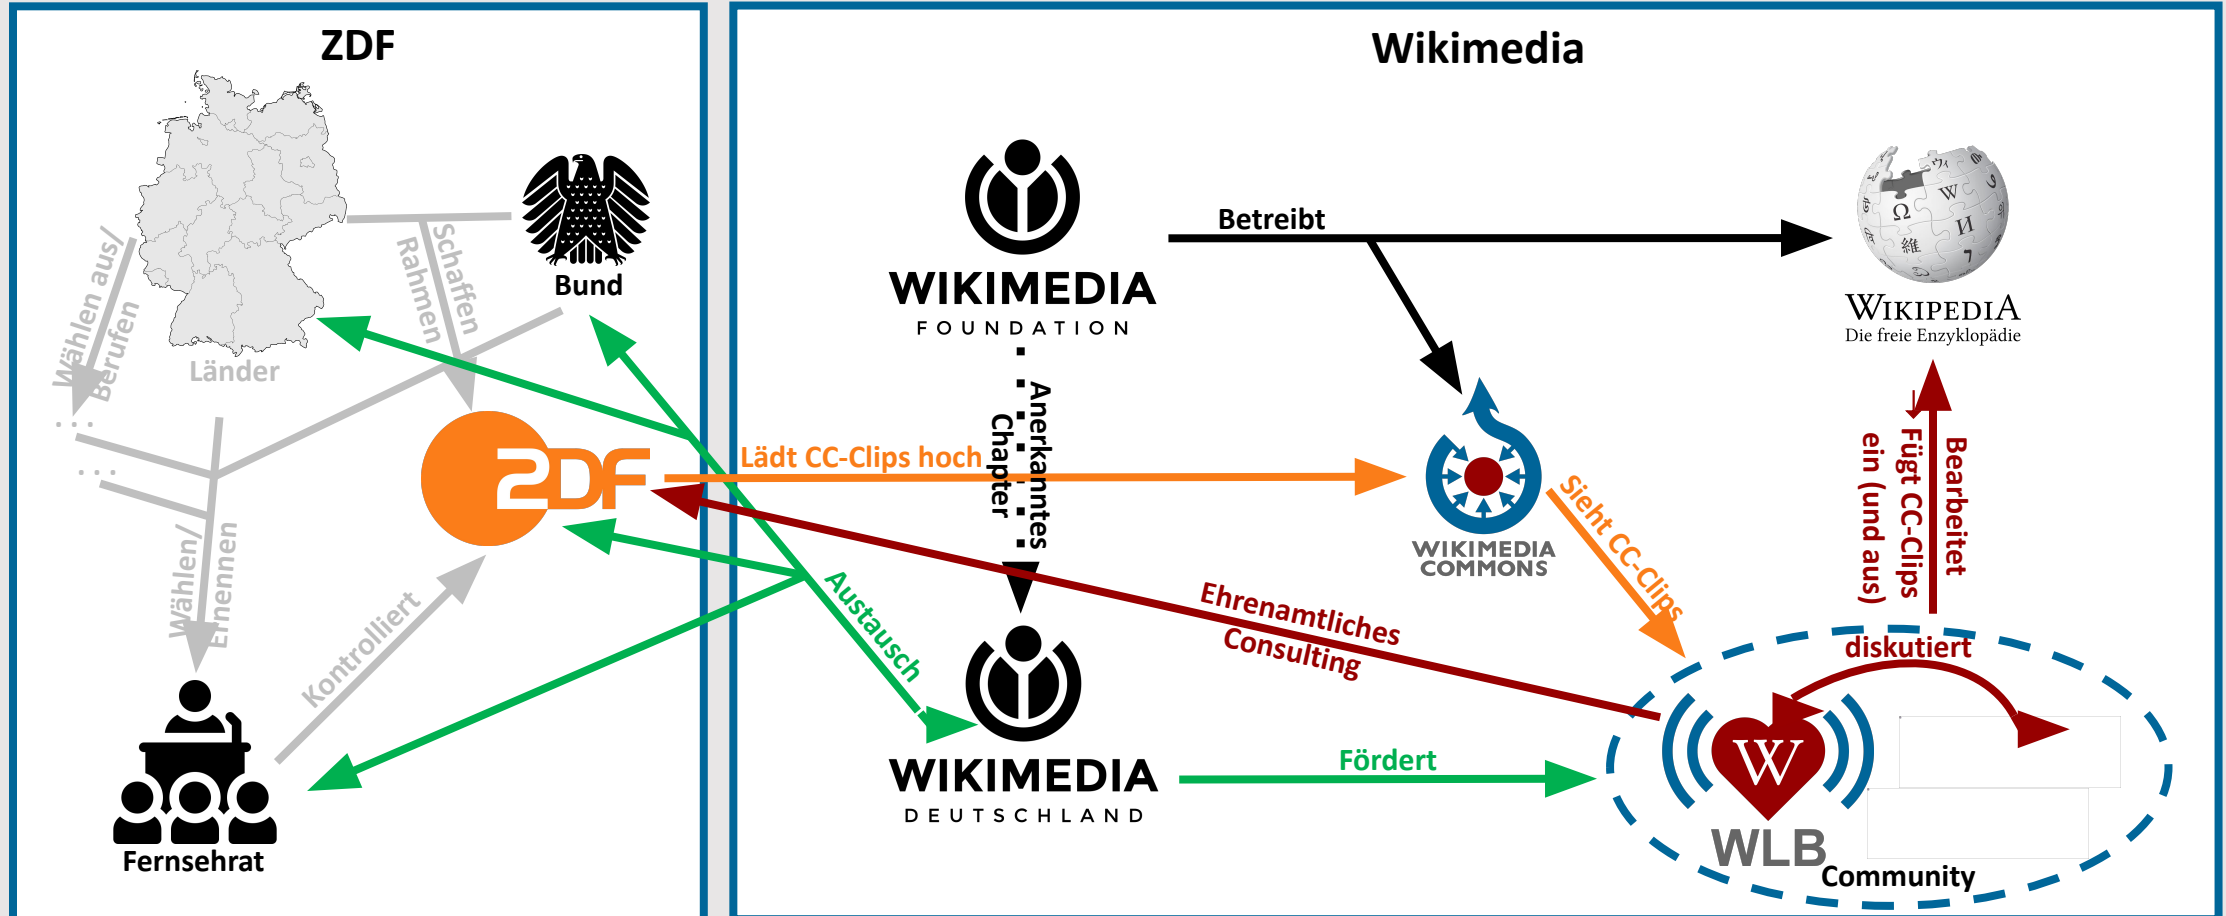 ZDF
Wikimedia
Bund
Länder
Wählen aus/
Berufen
Schaffen
Rahmen
...
...
ZDF
Wählen/
Ernennen
Kontrolliert
Fernsehrat
WIKIMEDIA
FOUNDATION
Betreibt
WIKIPEDIA
Die freie Enzyklopädie
Anerkanntes
Chapter
Lädt CC-Clips hoch
WIKIMEDIA
COMMONS
Sieht CC-Clips
Bearbeitet
↓
Fügt CC-Clips
ein (und aus)
Austausch
Ehrenamtliches
Consulting
WIKIMEDIA
DEUTSCHLAND
Fördert
diskutiert
W
WLB
Community